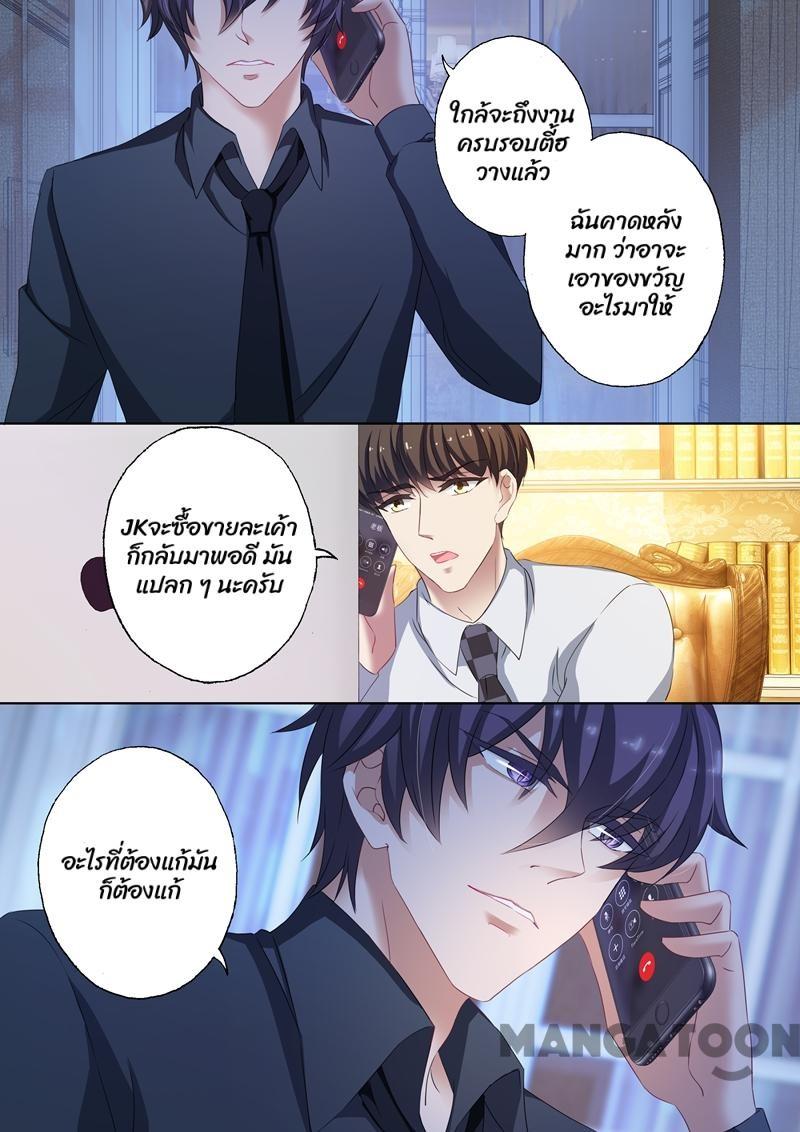 ใกล้จะถึงงาน
ครบรอบตี้ฮ
วางแล้ว
ฉันคาดหลัง
มาก ว่าอาจะ
เอาของขวัญ
อะไรมาให้
JKจะซื้อขายละเค้า
ก็กลับมาพอดี มัน
แปลก ๆ นะครับ
อะไรที่ต้องแก้มัน
ก็ต้องแก้
MANGATOON